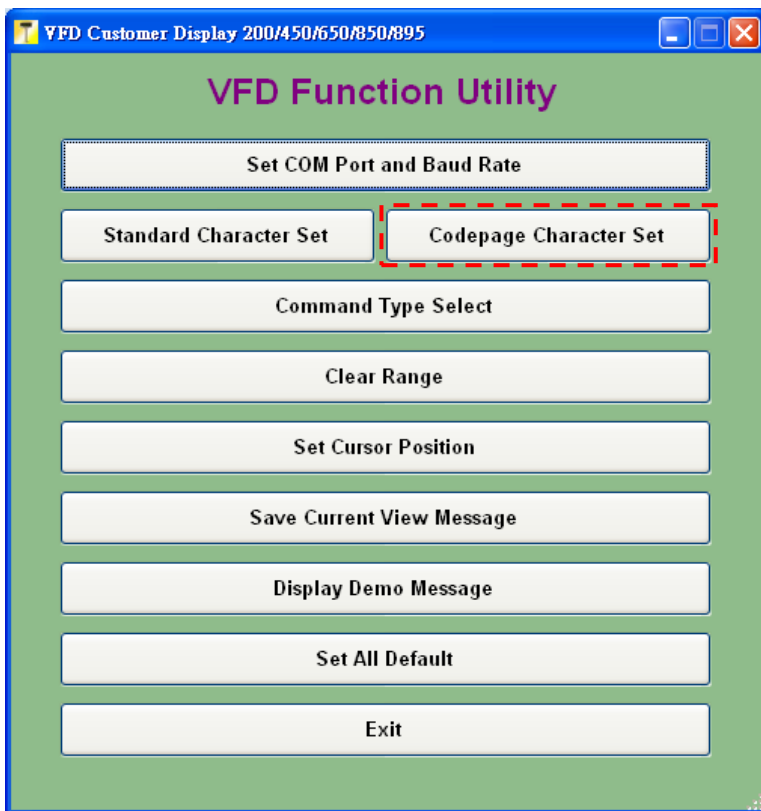 VFD Customer Display 200/450/650/850/895
VFD Function Utility
Set COM Port and Baud Rate
Standard Character Set
Codepage Character Set
Command Type Select
Clear Range
Set Cursor Position
Save Current View Message
Display Demo Message
Set All Default
Exit